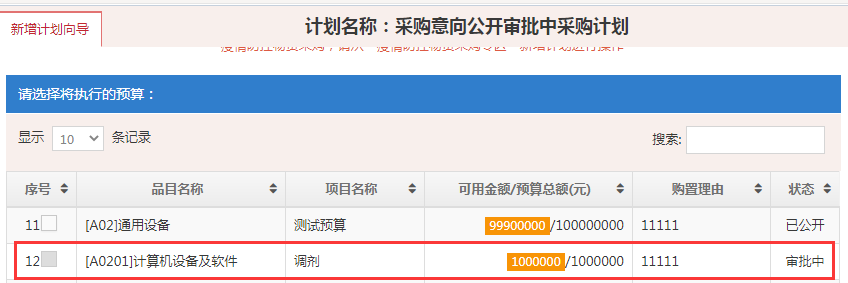 新增计划向导
计划名称：采购意向公开审批中采购计划
请选择将执行的预算：
显示 10 条记录
搜索:
序号 品目名称 项目名称 可用金额/预算总额(元) 购置理由 状态
11 [A02]通用设备 测试预算 99900000/100000000 11111 已公开
12 [A0201]计算机设备及软件 调剂 1000000/1000000 11111 审批中